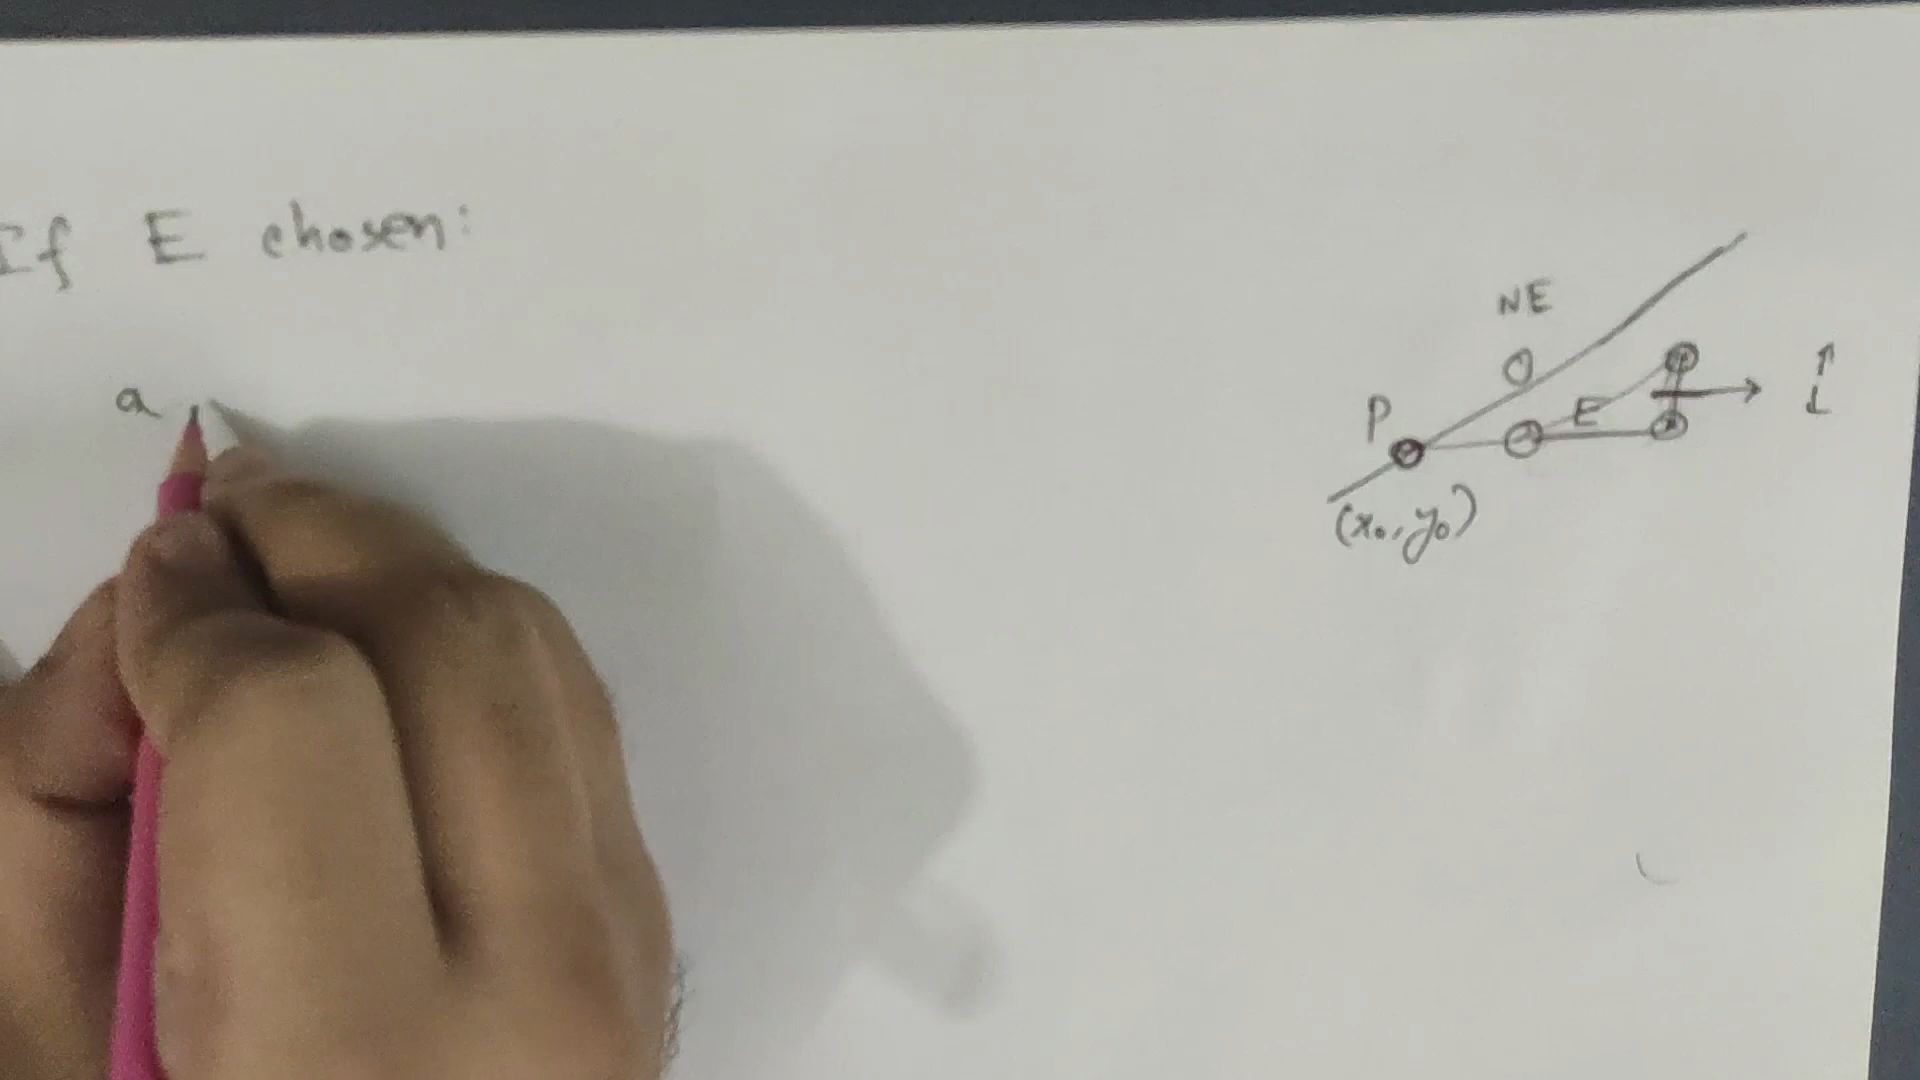 If E chosen:
a
NE
P
E
(x₀, y₀)